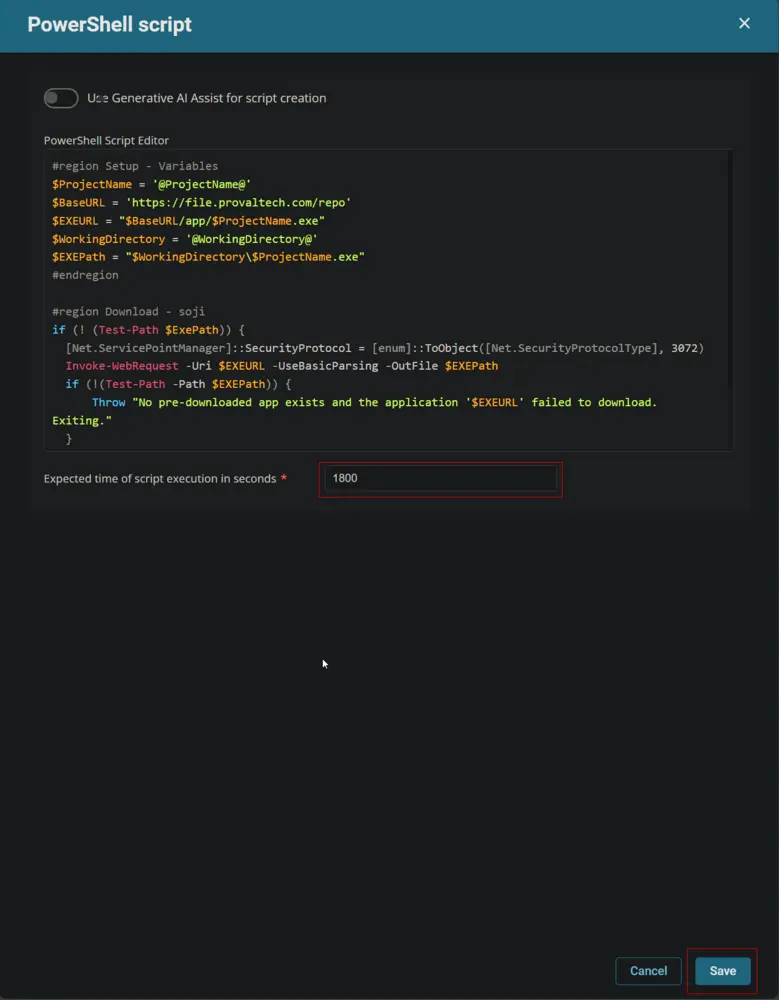 PowerShell script
Use Generative AI Assist for script creation
PowerShell Script Editor
#region Setup - Variables
$ProjectName = '@ProjectName@'
$BaseURL = 'https://file.provaltech.com/repo'
$EXEURL = "$BaseURL/app/$ProjectName.exe"
$WorkingDirectory = '@WorkingDirectory@'
$EXEPath = "$WorkingDirectory\$ProjectName.exe"
#endregion
#region Download - soji
if (! (Test-Path $ExePath)) {
[Net.ServicePointManager]::SecurityProtocol = [enum]::ToObject([Net.SecurityProtocolType], 3072)
Invoke-WebRequest -Uri $EXEURL -UseBasicParsing -OutFile $EXEPath
if (!(Test-Path -Path $EXEPath)) {
Throw "No pre-downloaded app exists and the application '$EXEURL' failed to download.
Exiting."
}
Expected time of script execution in seconds *
1800
Cancel
Save